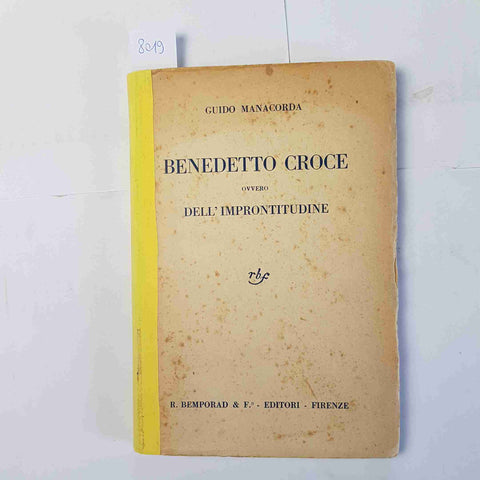 8019
GUIDO MANACORDA
BENEDETTO CROCE
OVVERO
DELL'IMPRONTITUDINE
rbf
R. BEMPORAD & F.º - EDITORI - FIRENZE